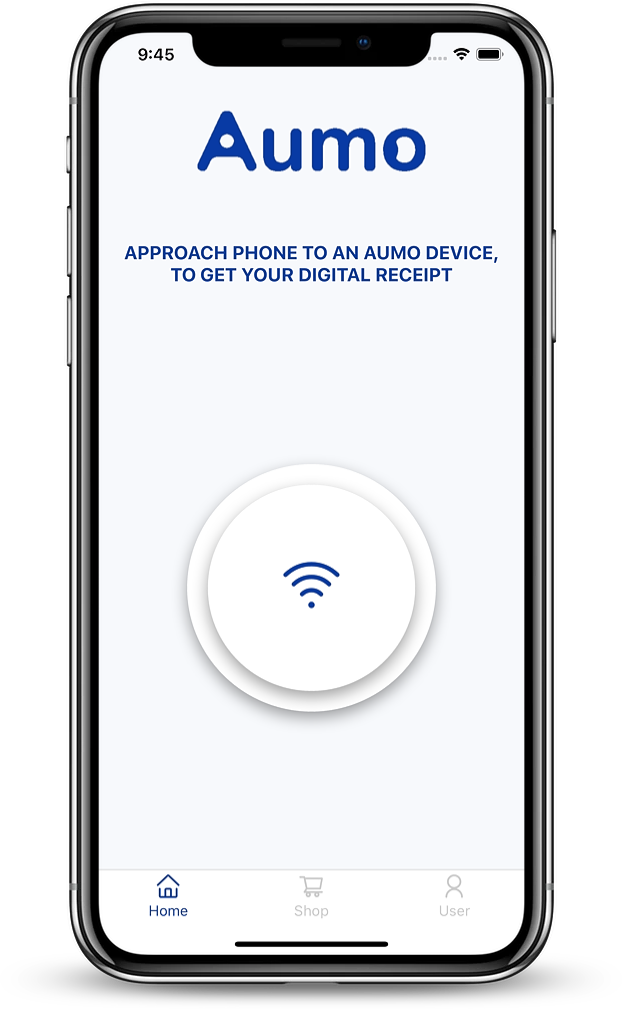 9:45
Aumo
APPROACH PHONE TO AN AUMO DEVICE,
TO GET YOUR DIGITAL RECEIPT
Home
Shop
User